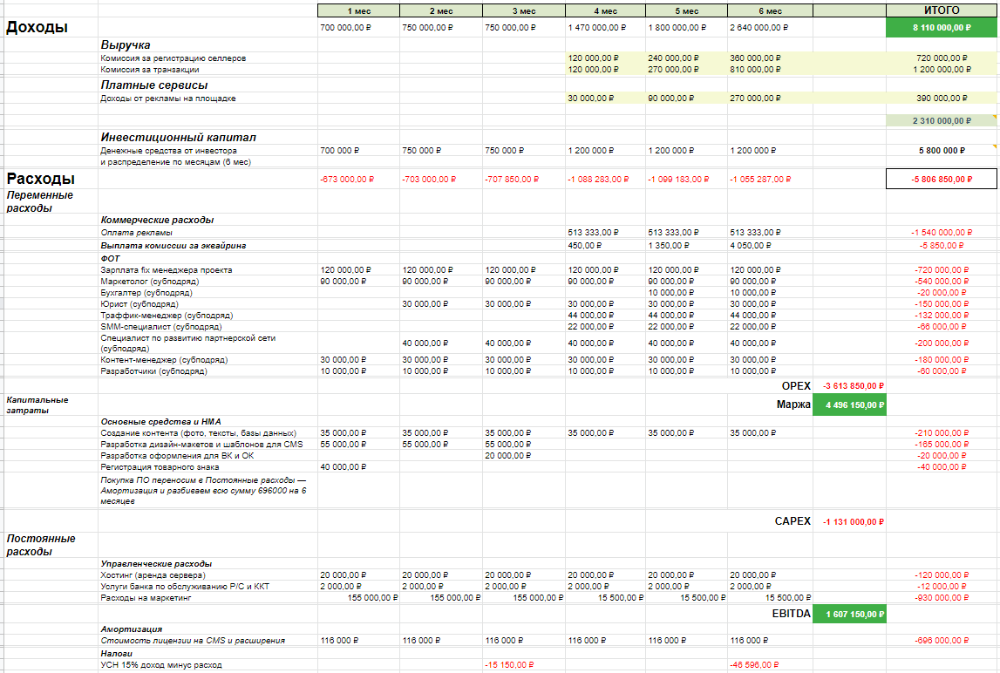 1 мес 2 мес 3 мес 4 мес 5 мес 6 мес ИТОГО
Доходы 700 000,00 ₽ 750 000,00 ₽ 750 000,00 ₽ 1 470 000,00 ₽ 1 800 000,00 ₽ 2 640 000,00 ₽ 8 110 000,00 ₽
Выручка
Комиссия за регистрацию селлеров 120 000,00 ₽ 240 000,00 ₽ 360 000,00 ₽ 720 000,00 ₽
Комиссия за транзакции 120 000,00 ₽ 270 000,00 ₽ 810 000,00 ₽ 1 200 000,00 ₽
Платные сервисы
Доходы от рекламы на площадке 30 000,00 ₽ 90 000,00 ₽ 270 000,00 ₽ 390 000,00 ₽
2 310 000,00 ₽
Инвестиционный капитал
Денежные средства от инвестора 700 000 ₽ 750 000 ₽ 750 000 ₽ 1 200 000 ₽ 1 200 000 ₽ 1 200 000 ₽ 5 800 000 ₽
и распределение по месяцам (6 мес)
Расходы -673 000,00 ₽ -703 000,00 ₽ -707 850,00 ₽ -1 088 283,00 ₽ -1 099 183,00 ₽ -1 055 287,00 ₽ -5 806 850,00 ₽
Переменные
расходы
Коммерческие расходы
Оплата рекламы 513 333,00 ₽ 513 333,00 ₽ 513 333,00 ₽ -1 540 000,00 ₽
Выплата комиссии за эквайринг 450,00 ₽ 1 350,00 ₽ 4 050,00 ₽ -5 850,00 ₽
ФОТ
Зарплата fix менеджера проекта 120 000,00 ₽ 120 000,00 ₽ 120 000,00 ₽ 120 000,00 ₽ 120 000,00 ₽ 120 000,00 ₽ -720 000,00 ₽
Маркетолог (субподряд) 90 000,00 ₽ 90 000,00 ₽ 90 000,00 ₽ 90 000,00 ₽ 90 000,00 ₽ 90 000,00 ₽ -540 000,00 ₽
Бухгалтер (субподряд) 10 000,00 ₽ 10 000,00 ₽ -20 000,00 ₽
Юрист (субподряд) 30 000,00 ₽ 30 000,00 ₽ 30 000,00 ₽ 30 000,00 ₽ 30 000,00 ₽ -150 000,00 ₽
Траффик-менеджер (субподряд) 44 000,00 ₽ 44 000,00 ₽ 44 000,00 ₽ -132 000,00 ₽
SMM-специалист (субподряд) 22 000,00 ₽ 22 000,00 ₽ 22 000,00 ₽ -66 000,00 ₽
Специалист по развитию партнерской сети
(субподряд) 40 000,00 ₽ 40 000,00 ₽ 40 000,00 ₽ 40 000,00 ₽ 40 000,00 ₽ -200 000,00 ₽
Контент-менеджер (субподряд) 30 000,00 ₽ 30 000,00 ₽ 30 000,00 ₽ 30 000,00 ₽ 30 000,00 ₽ 30 000,00 ₽ -180 000,00 ₽
Разработчики (субподряд) 10 000,00 ₽ 10 000,00 ₽ 10 000,00 ₽ 10 000,00 ₽ 10 000,00 ₽ 10 000,00 ₽ -60 000,00 ₽
OPEX -3 613 850,00 ₽
Капитальные
затраты
Маржа 4 496 150,00 ₽
Основные средства и НМА
Создание контента (фото, тексты, базы данных) 35 000,00 ₽ 35 000,00 ₽ 35 000,00 ₽ 35 000,00 ₽ 35 000,00 ₽ 35 000,00 ₽ -210 000,00 ₽
Разработка дизайн-макетов и шаблонов для CMS 55 000,00 ₽ 55 000,00 ₽ 55 000,00 ₽ -165 000,00 ₽
Разработка оформления для ВК и ОК 20 000,00 ₽ -20 000,00 ₽
Регистрация товарного знака 40 000,00 ₽ -40 000,00 ₽
Покупка ПО переносим в Постоянные расходы —
Амортизация и разбиваем всю сумму 696000 на 6
месяцев
CAPEX -1 131 000,00 ₽
Постоянные
расходы
Управленческие расходы
Хостинг (аренда сервера) 20 000,00 ₽ 20 000,00 ₽ 20 000,00 ₽ 20 000,00 ₽ 20 000,00 ₽ 20 000,00 ₽ -120 000,00 ₽
Услуги банка по обслуживанию Р/С и ККТ 2 000,00 ₽ 2 000,00 ₽ 2 000,00 ₽ 2 000,00 ₽ 2 000,00 ₽ 2 000,00 ₽ -12 000,00 ₽
Расходы на маркетинг 155 000,00 ₽ 155 000,00 ₽ 155 000,00 ₽ 15 500,00 ₽ 15 500,00 ₽ 15 500,00 ₽ -930 000,00 ₽
EBITDA 1 607 150,00 ₽
Амортизация
Стоимость лицензии на CMS и расширения 116 000 ₽ 116 000 ₽ 116 000 ₽ 116 000 ₽ 116 000 ₽ 116 000 ₽ -696 000,00 ₽
Налоги
УСН 15% доход минус расход -15 150,00 ₽ -46 596,00 ₽